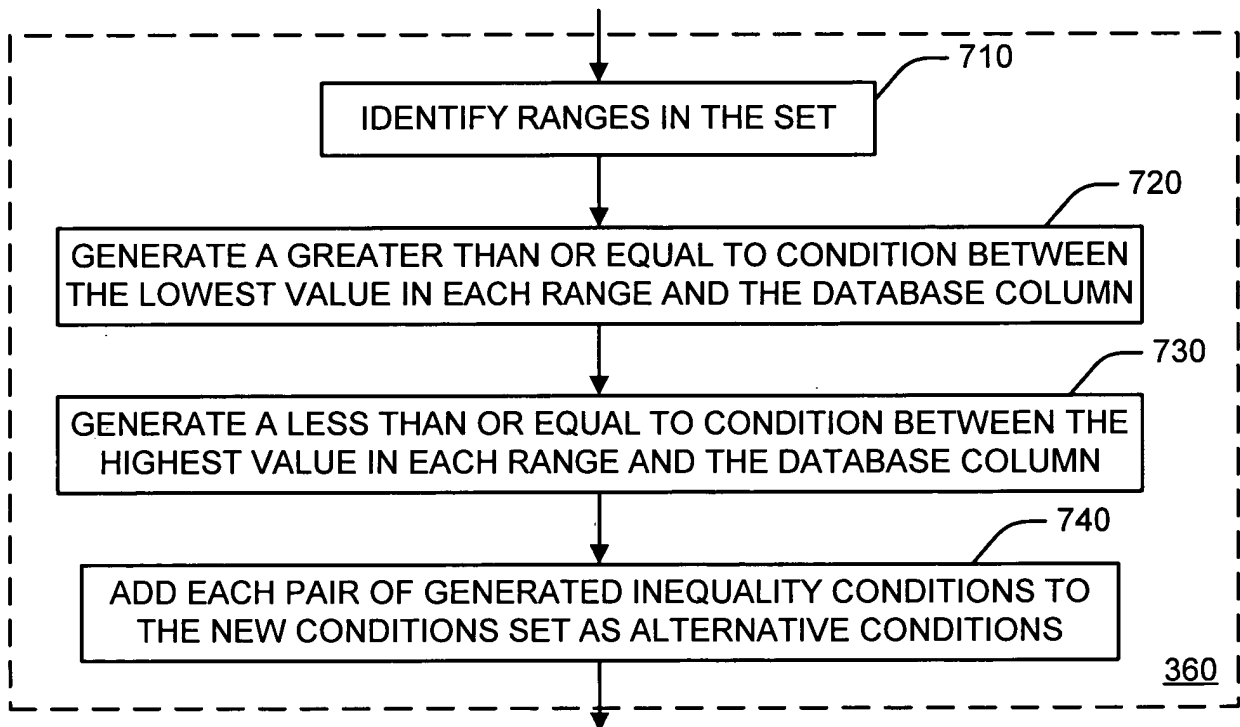 710
IDENTIFY RANGES IN THE SET
720
GENERATE A GREATER THAN OR EQUAL TO CONDITION BETWEEN
THE LOWEST VALUE IN EACH RANGE AND THE DATABASE COLUMN
730
GENERATE A LESS THAN OR EQUAL TO CONDITION BETWEEN THE
HIGHEST VALUE IN EACH RANGE AND THE DATABASE COLUMN
740
ADD EACH PAIR OF GENERATED INEQUALITY CONDITIONS TO
THE NEW CONDITIONS SET AS ALTERNATIVE CONDITIONS
360